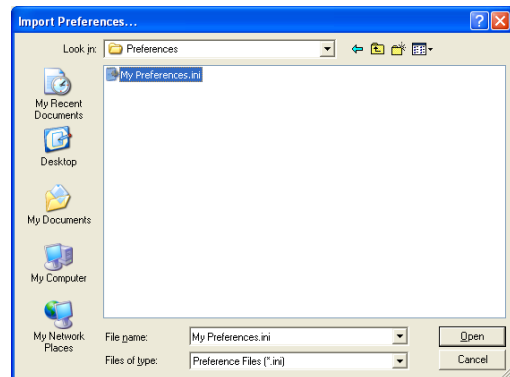 Import Preferences...
Look in:
Preferences
My Preferences.ini
My Recent
Documents
Desktop
My Documents
My Computer
My Network
Places
File name:
My Preferences.ini
Open
Files of type:
Preference Files (*.ini)
Cancel